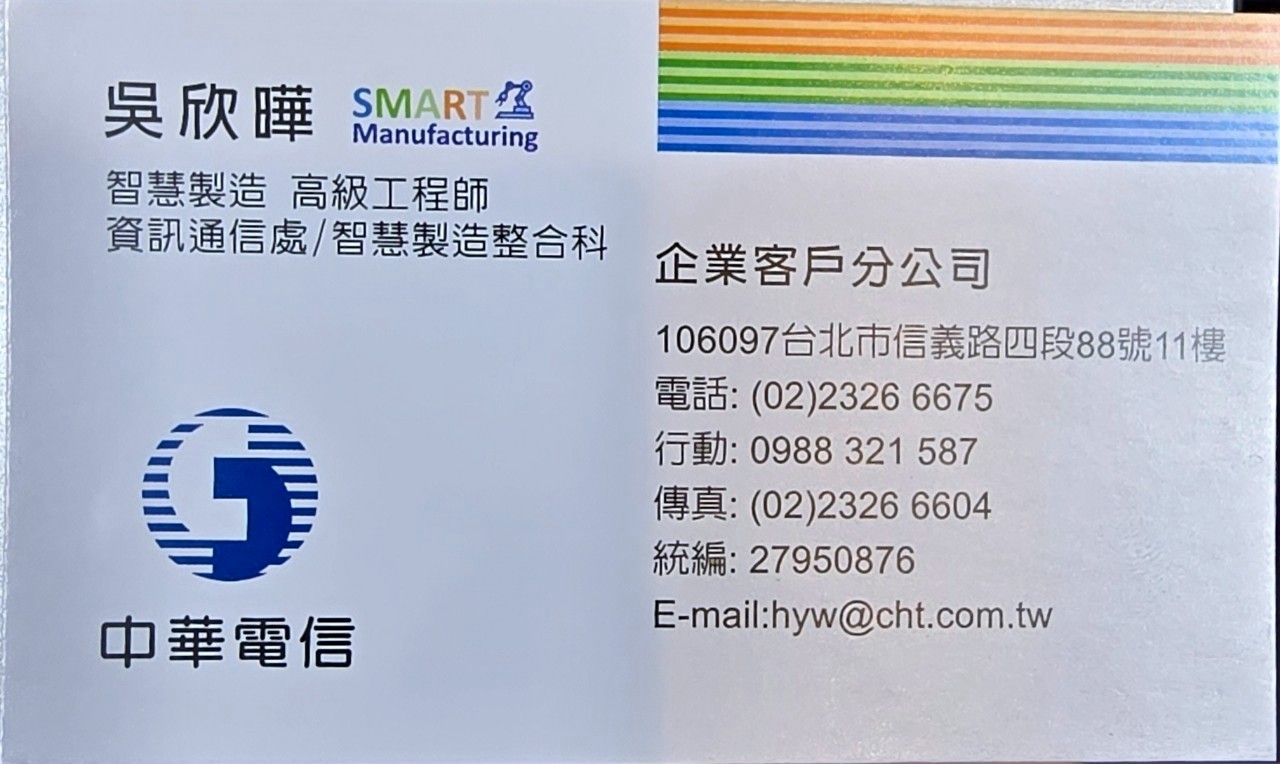 吳欣曄
SMART
Manufacturing
智慧製造 高級工程師
資訊通信處/智慧製造整合科
中華電信
企業客戶分公司
106097台北市信義路四段88號11樓
電話: (02)2326 6675
行動: 0988 321 587
傳真: (02)2326 6604
統編: 27950876
E-mail:hyw@cht.com.tw